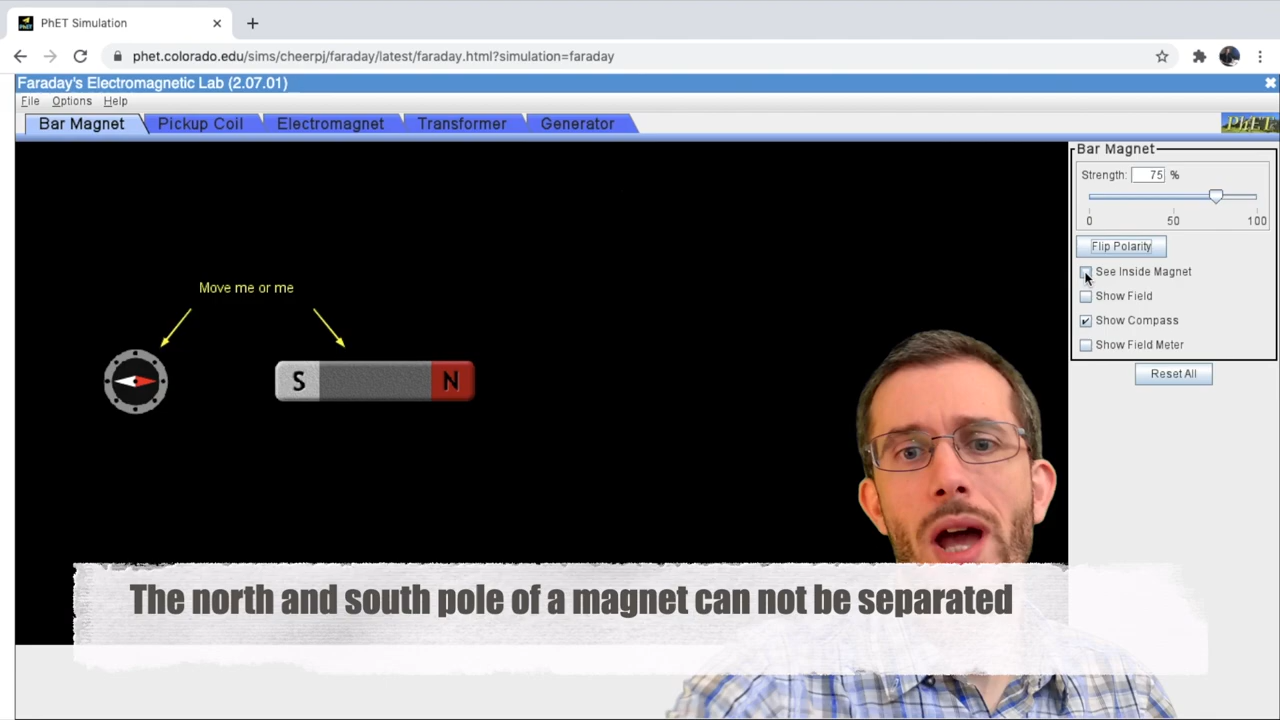 PhET Simulation
phet.colorado.edu/sims/cheerpj/faraday/latest/faraday.html?simulation=faraday
Faraday's Electromagnetic Lab (2.07.01)
File Options Help
Bar Magnet Pickup Coil Electromagnet Transformer Generator
PhET
Bar Magnet
Strength: 75 %
0 50 100
Flip Polarity
See Inside Magnet
Show Field
Show Compass
Show Field Meter
Reset All
Move me or me
S N
The north and south pole of a magnet can not be separated